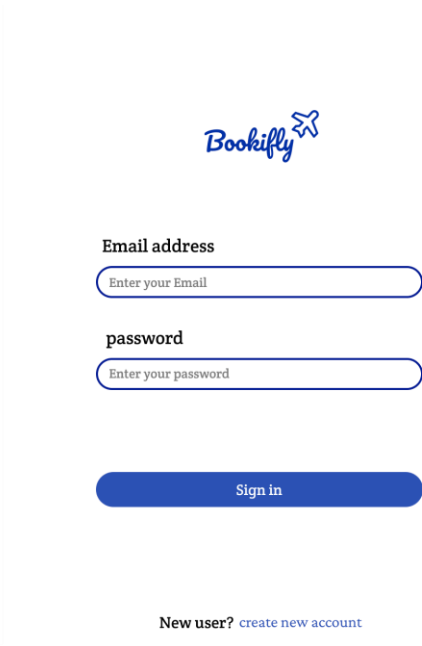 Bookifly
Email address
Enter your Email
password
Enter your password
Sign in
New user? create new account